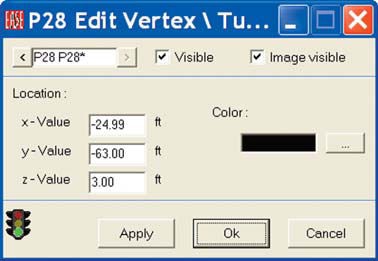 EASE P28 Edit Vertex \ Tu...
< P28 P28* > Visible Image visible
Location :
x - Value -24.99 ft
Color :
y - Value -63.00 ft
...
z - Value 3.00 ft
Apply Ok Cancel